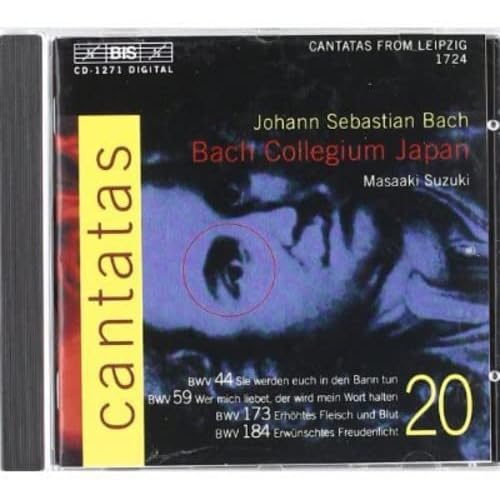 BIS
CD-1271 DIGITAL
CANTATAS FROM LEIPZIG
1724
Johann Sebastian Bach
Bach Collegium Japan
Masaaki Suzuki
cantatas
BWV 44 Sie werden euch in den Bann tun
BWV 59 Wer mich liebet, der wird mein Wort halten
BWV 173 Erhöhtes Fleisch und Blut
BWV 184 Erwünschtes Freudenlicht
20